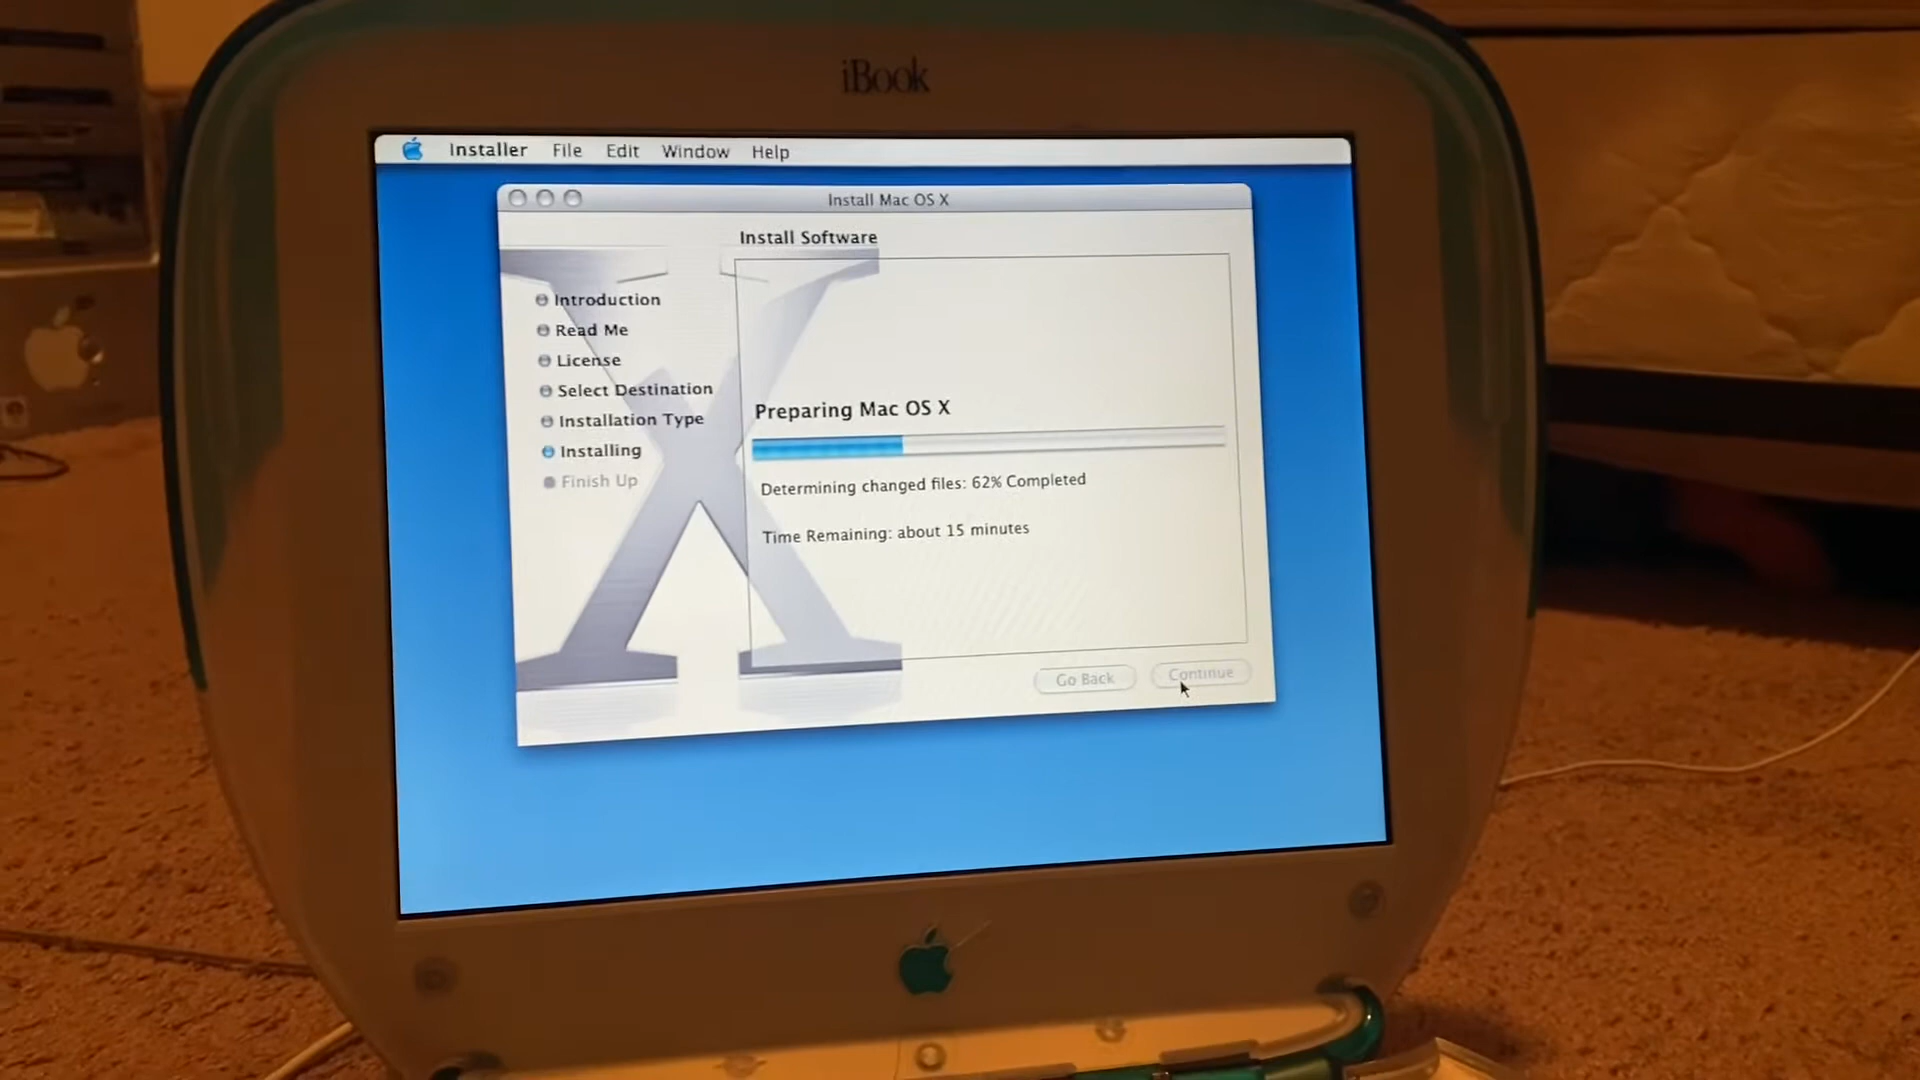 iBook
Installer File Edit Window Help
Install Mac OS X
Install Software
Introduction
Read Me
License
Select Destination
Installation Type
Installing
Finish Up
Preparing Mac OS X
Determining changed files: 62% Completed
Time Remaining: about 15 minutes
Go Back Continue